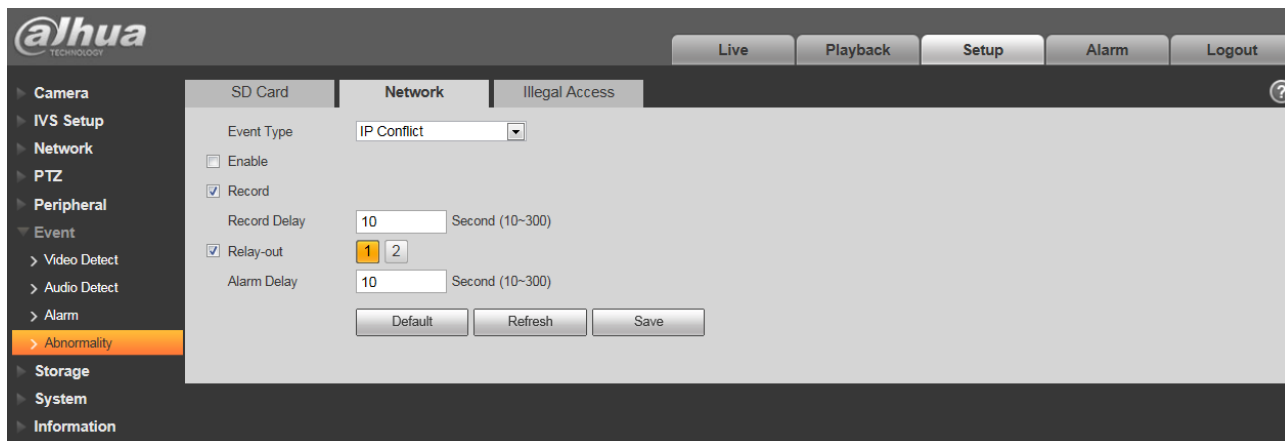 alhua
TECHNOLOGY
Live Playback Setup Alarm Logout
Camera
IVS Setup
Network
PTZ
Peripheral
Event
Video Detect
Audio Detect
Alarm
Abnormality
Storage
System
Information
SD Card Network Illegal Access
?
Event Type IP Conflict
Enable
Record
Record Delay 10 Second (10~300)
Relay-out 1 2
Alarm Delay 10 Second (10~300)
Default Refresh Save